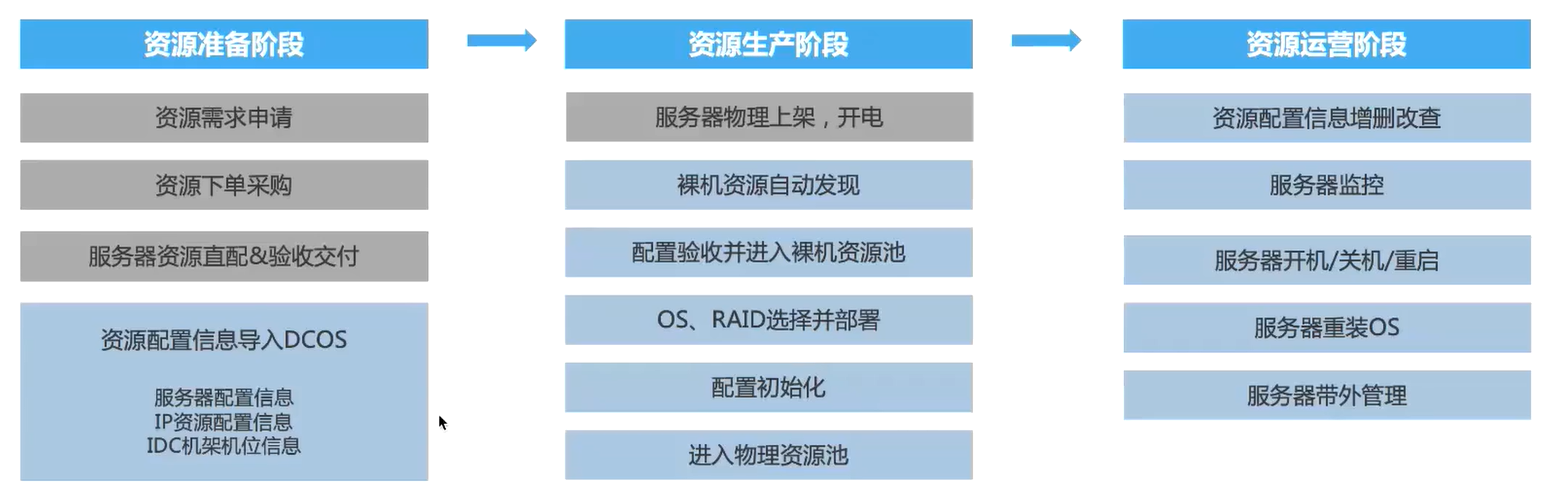 资源准备阶段
资源需求申请
资源下单采购
服务器资源直配&验收交付
资源配置信息导入DCOS
服务器配置信息
IP资源配置信息
IDC机架机位信息
资源生产阶段
服务器物理上架，开电
裸机资源自动发现
配置验收并进入裸机资源池
OS、RAID选择并部署
配置初始化
进入物理资源池
资源运营阶段
资源配置信息增删改查
服务器监控
服务器开机/关机/重启
服务器重装OS
服务器带外管理